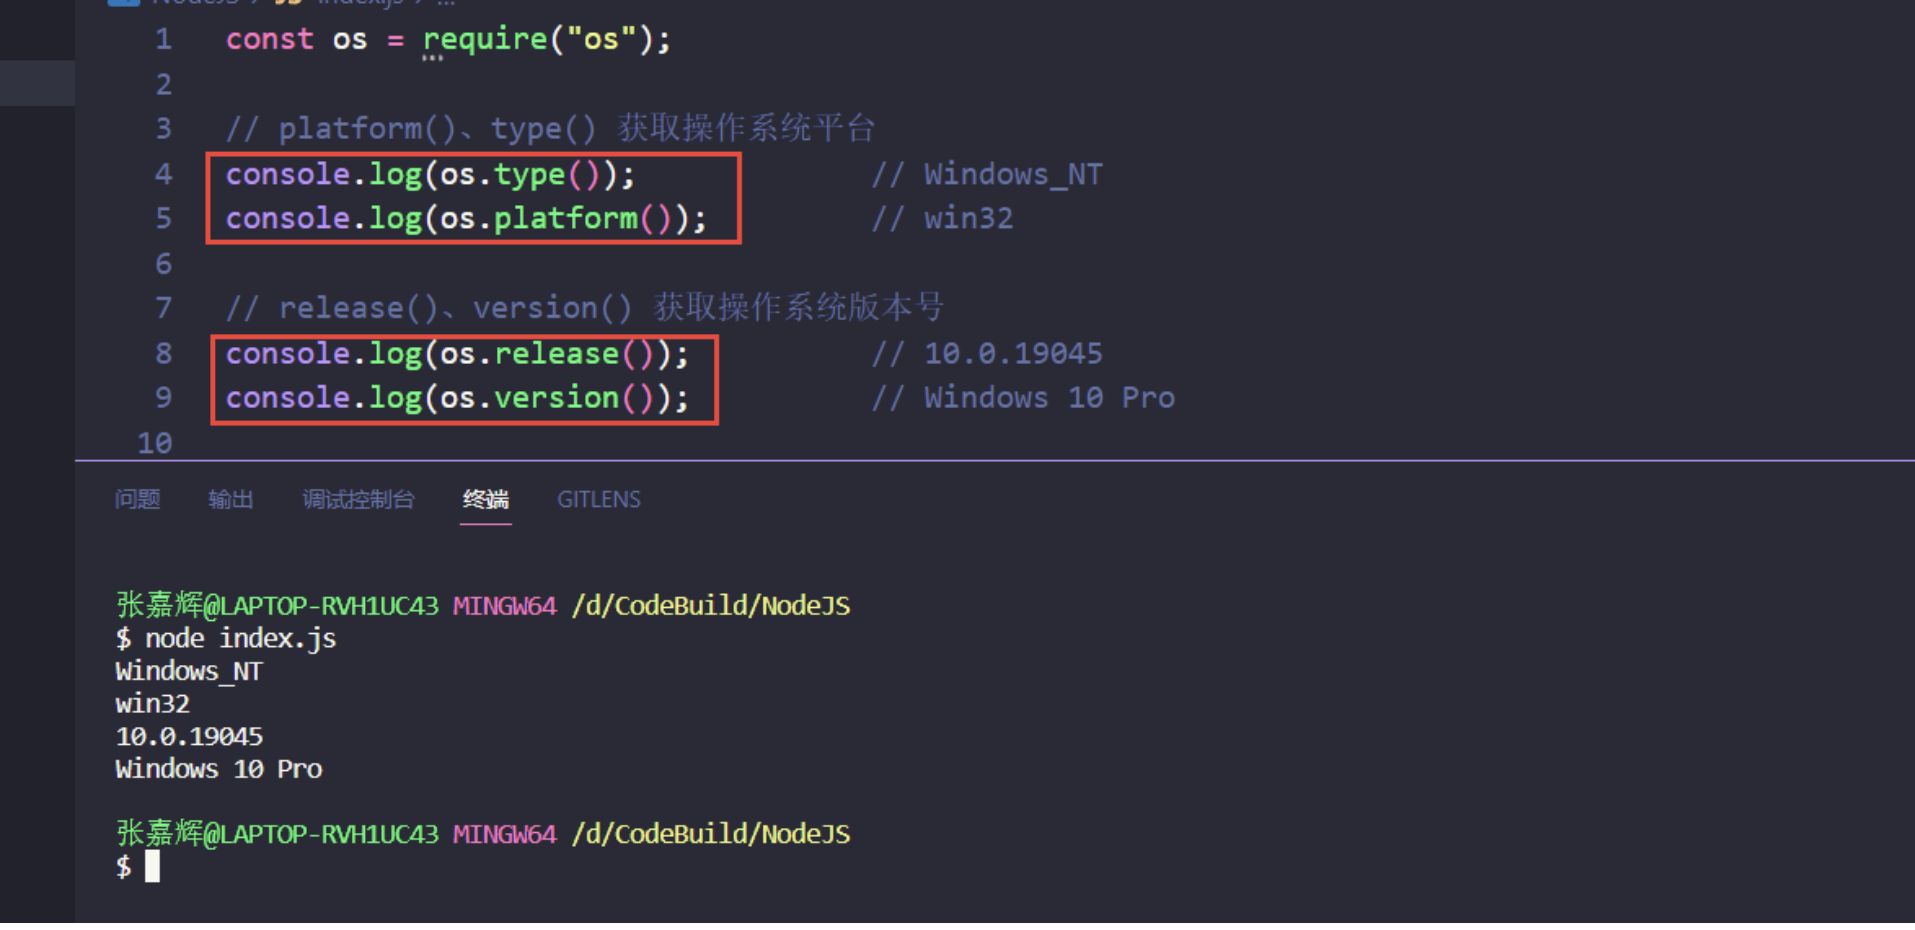 NodeJS > JS index.js > ...
1 const os = require("os");
2
3 // platform()、type() 获取操作系统平台
4 console.log(os.type()); // Windows_NT
5 console.log(os.platform()); // win32
6
7 // release()、version() 获取操作系统版本号
8 console.log(os.release()); // 10.0.19045
9 console.log(os.version()); // Windows 10 Pro
10
问题 输出 调试控制台 终端 GITLENS
张嘉辉@LAPTOP-RVH1UC43 MINGW64 /d/CodeBuild/NodeJS
$ node index.js
Windows_NT
win32
10.0.19045
Windows 10 Pro
张嘉辉@LAPTOP-RVH1UC43 MINGW64 /d/CodeBuild/NodeJS
$